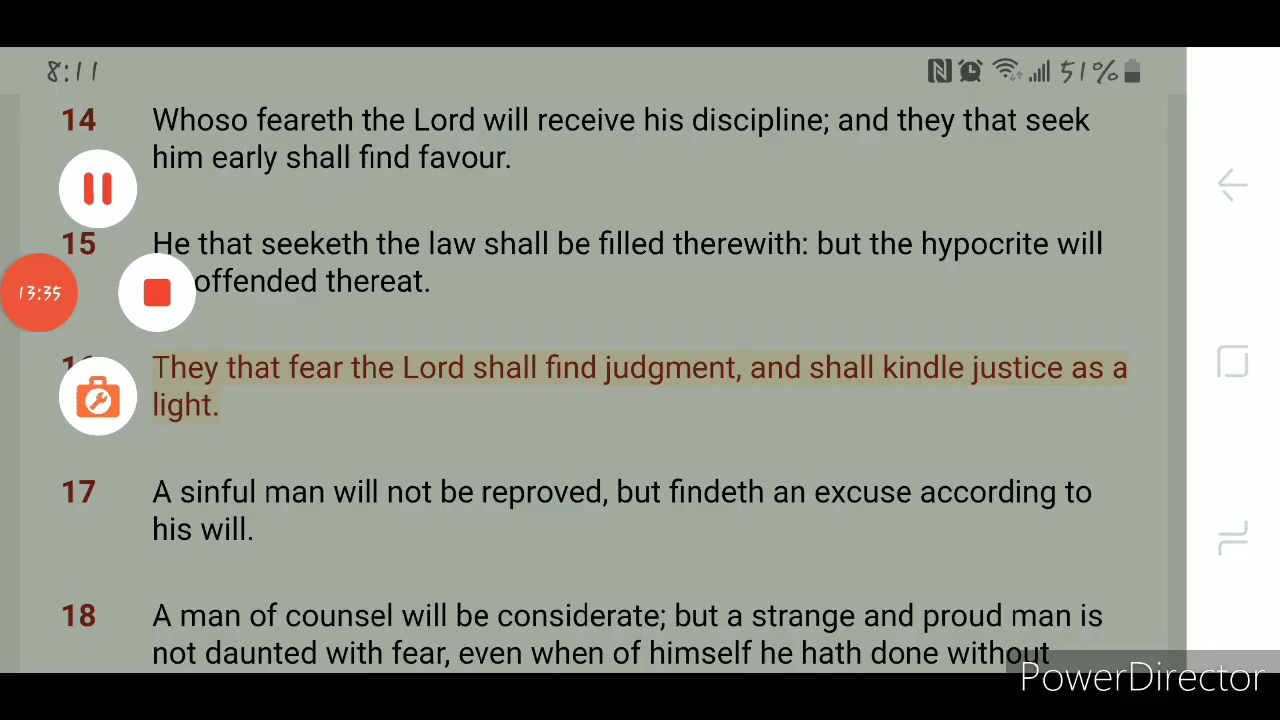 8:11
51%
14 Whoso feareth the Lord will receive his discipline; and they that seek
him early shall find favour.
15 He that seeketh the law shall be filled therewith: but the hypocrite will
offended thereat.
13:35
They that fear the Lord shall find judgment, and shall kindle justice as a
light.
17 A sinful man will not be reproved, but findeth an excuse according to
his will.
18 A man of counsel will be considerate; but a strange and proud man is
not daunted with fear, even when of himself he hath done without
PowerDirector